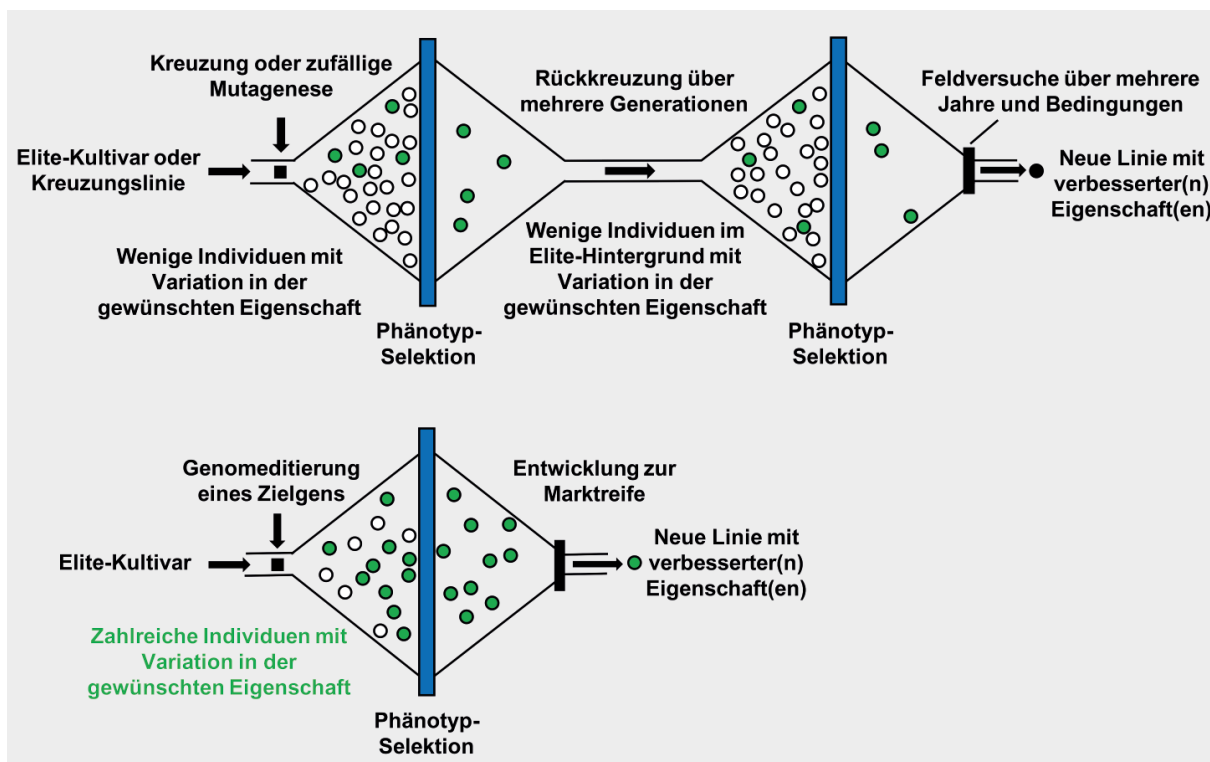 Kreuzung oder zufällige
Mutagenese
Elite-Kultivar oder
Kreuzungslinie
Wenige Individuen mit
Variation in der
gewünschten Eigenschaft
Phänotyp-
Selektion
Rückkreuzung über
mehrere Generationen
Wenige Individuen im
Elite-Hintergrund mit
Variation in der
gewünschten Eigenschaft
Phänotyp-
Selektion
Feldversuche über mehrere
Jahre und Bedingungen
Neue Linie mit
verbesserter(n)
Eigenschaft(en)
Genomeditierung
eines Zielgens
Elite-Kultivar
Zahlreiche Individuen mit
Variation in der
gewünschten Eigenschaft
Phänotyp-
Selektion
Entwicklung zur
Marktreife
Neue Linie mit
verbesserter(n)
Eigenschaft(en)